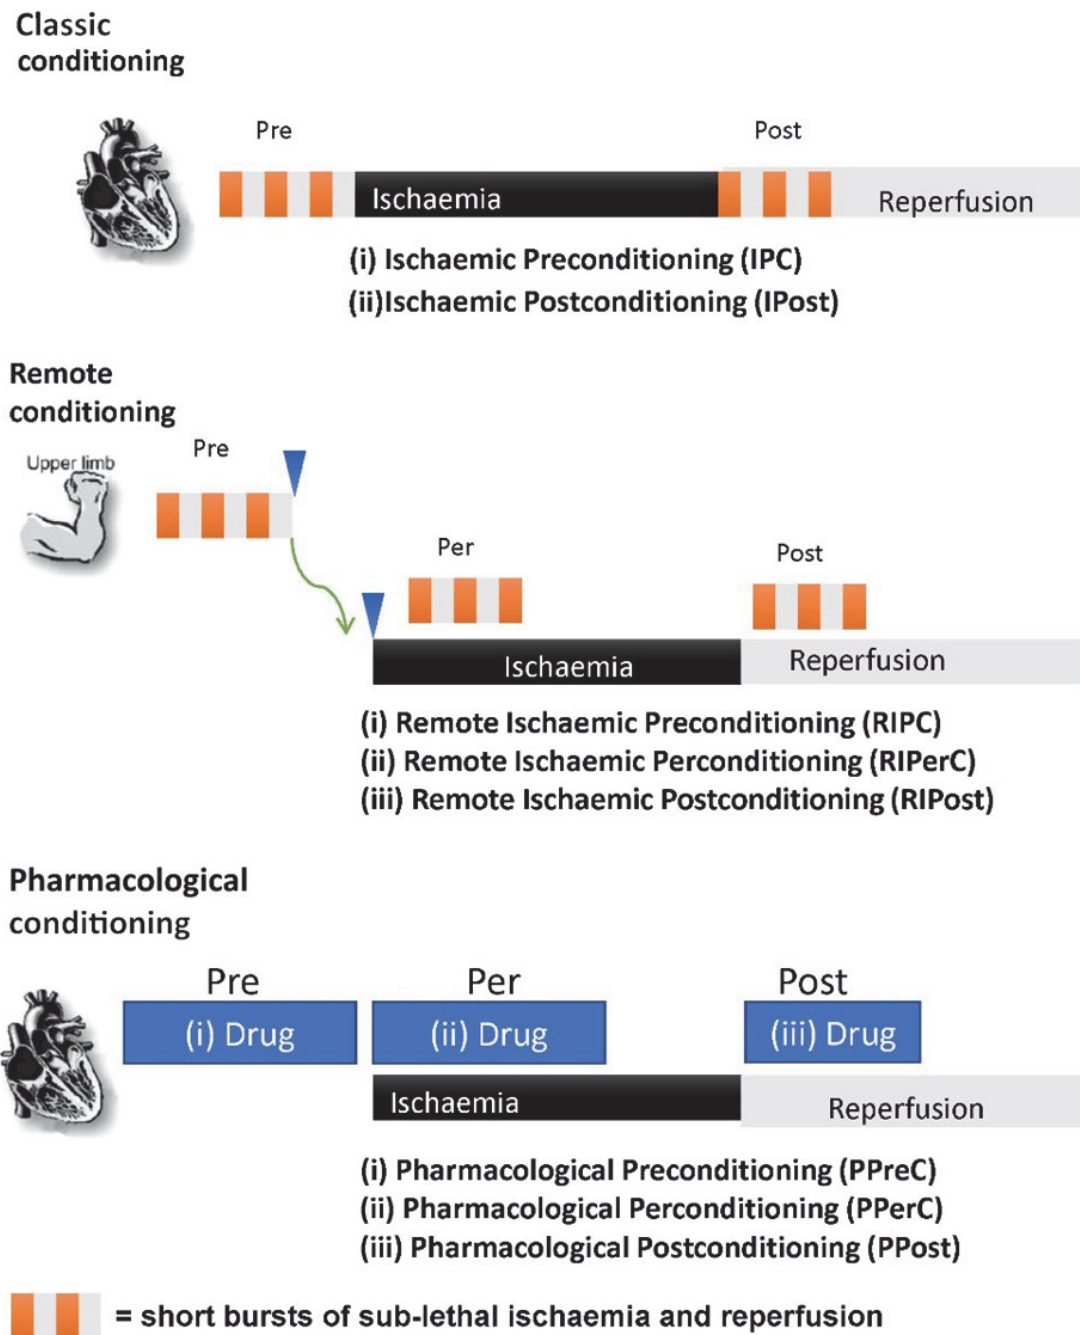 Classic
conditioning
Pre
Post
Ischaemia
Reperfusion
(i) Ischaemic Preconditioning (IPC)
(ii)Ischaemic Postconditioning (IPost)
Remote
conditioning
Upper limb
Pre
Per
Post
Ischaemia
Reperfusion
(i) Remote Ischaemic Preconditioning (RIPC)
(ii) Remote Ischaemic Perconditioning (RIPerC)
(iii) Remote Ischaemic Postconditioning (RIPost)
Pharmacological
conditioning
Pre
Per
Post
(i) Drug
(ii) Drug
(iii) Drug
Ischaemia
Reperfusion
(i) Pharmacological Preconditioning (PPreC)
(ii) Pharmacological Perconditioning (PPerC)
(iii) Pharmacological Postconditioning (PPost)
= short bursts of sub-lethal ischaemia and reperfusion